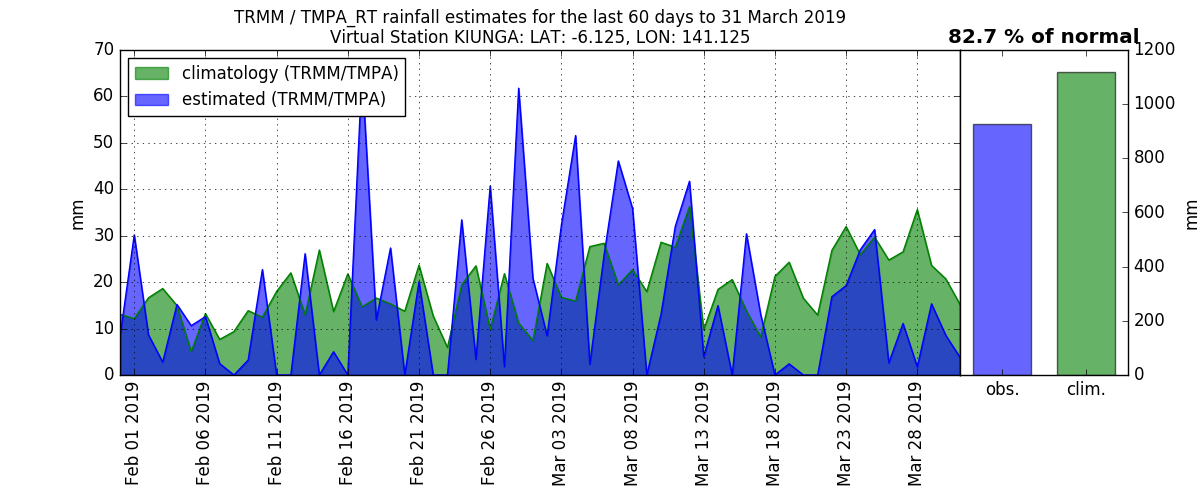 TRMM / TMPA_RT rainfall estimates for the last 60 days to 31 March 2019
Virtual Station KIUNGA: LAT: -6.125, LON: 141.125
82.7 % of normal
climatology (TRMM/TMPA)
estimated (TRMM/TMPA)
mm
70
60
50
40
30
20
10
0
Feb 01 2019
Feb 06 2019
Feb 11 2019
Feb 16 2019
Feb 21 2019
Feb 26 2019
Mar 03 2019
Mar 08 2019
Mar 13 2019
Mar 18 2019
Mar 23 2019
Mar 28 2019
obs.
clim.
1200
1000
800
600
400
200
0
mm